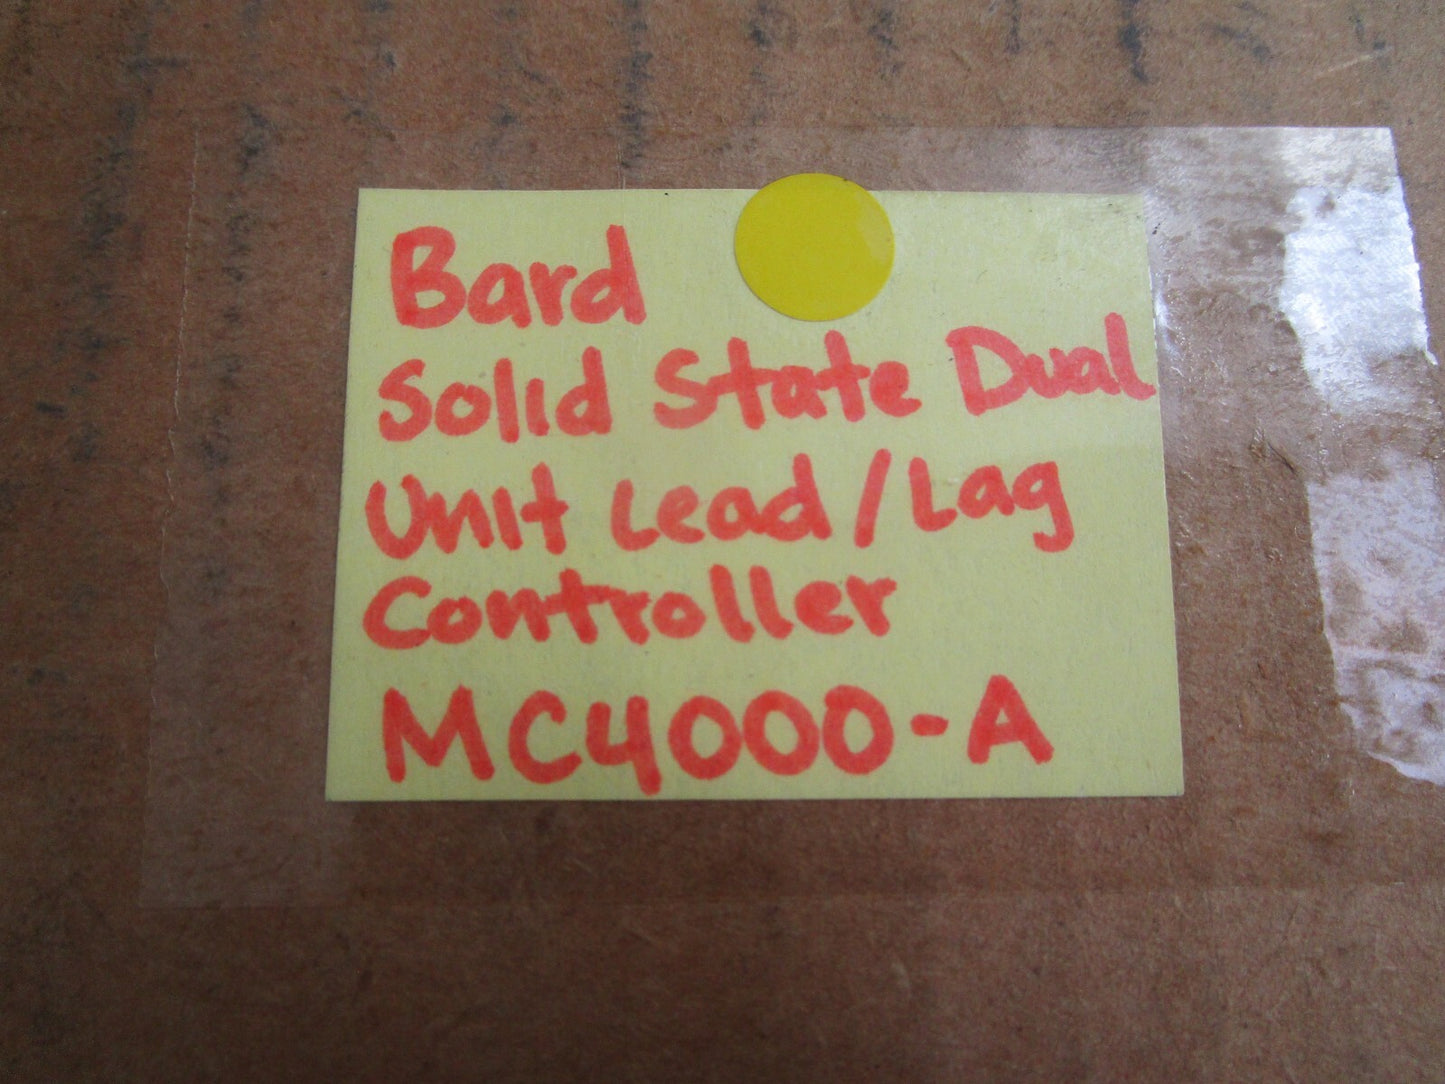 Bard
Solid State Dual
Unit Lead/Lag
Controller
MC4000-A